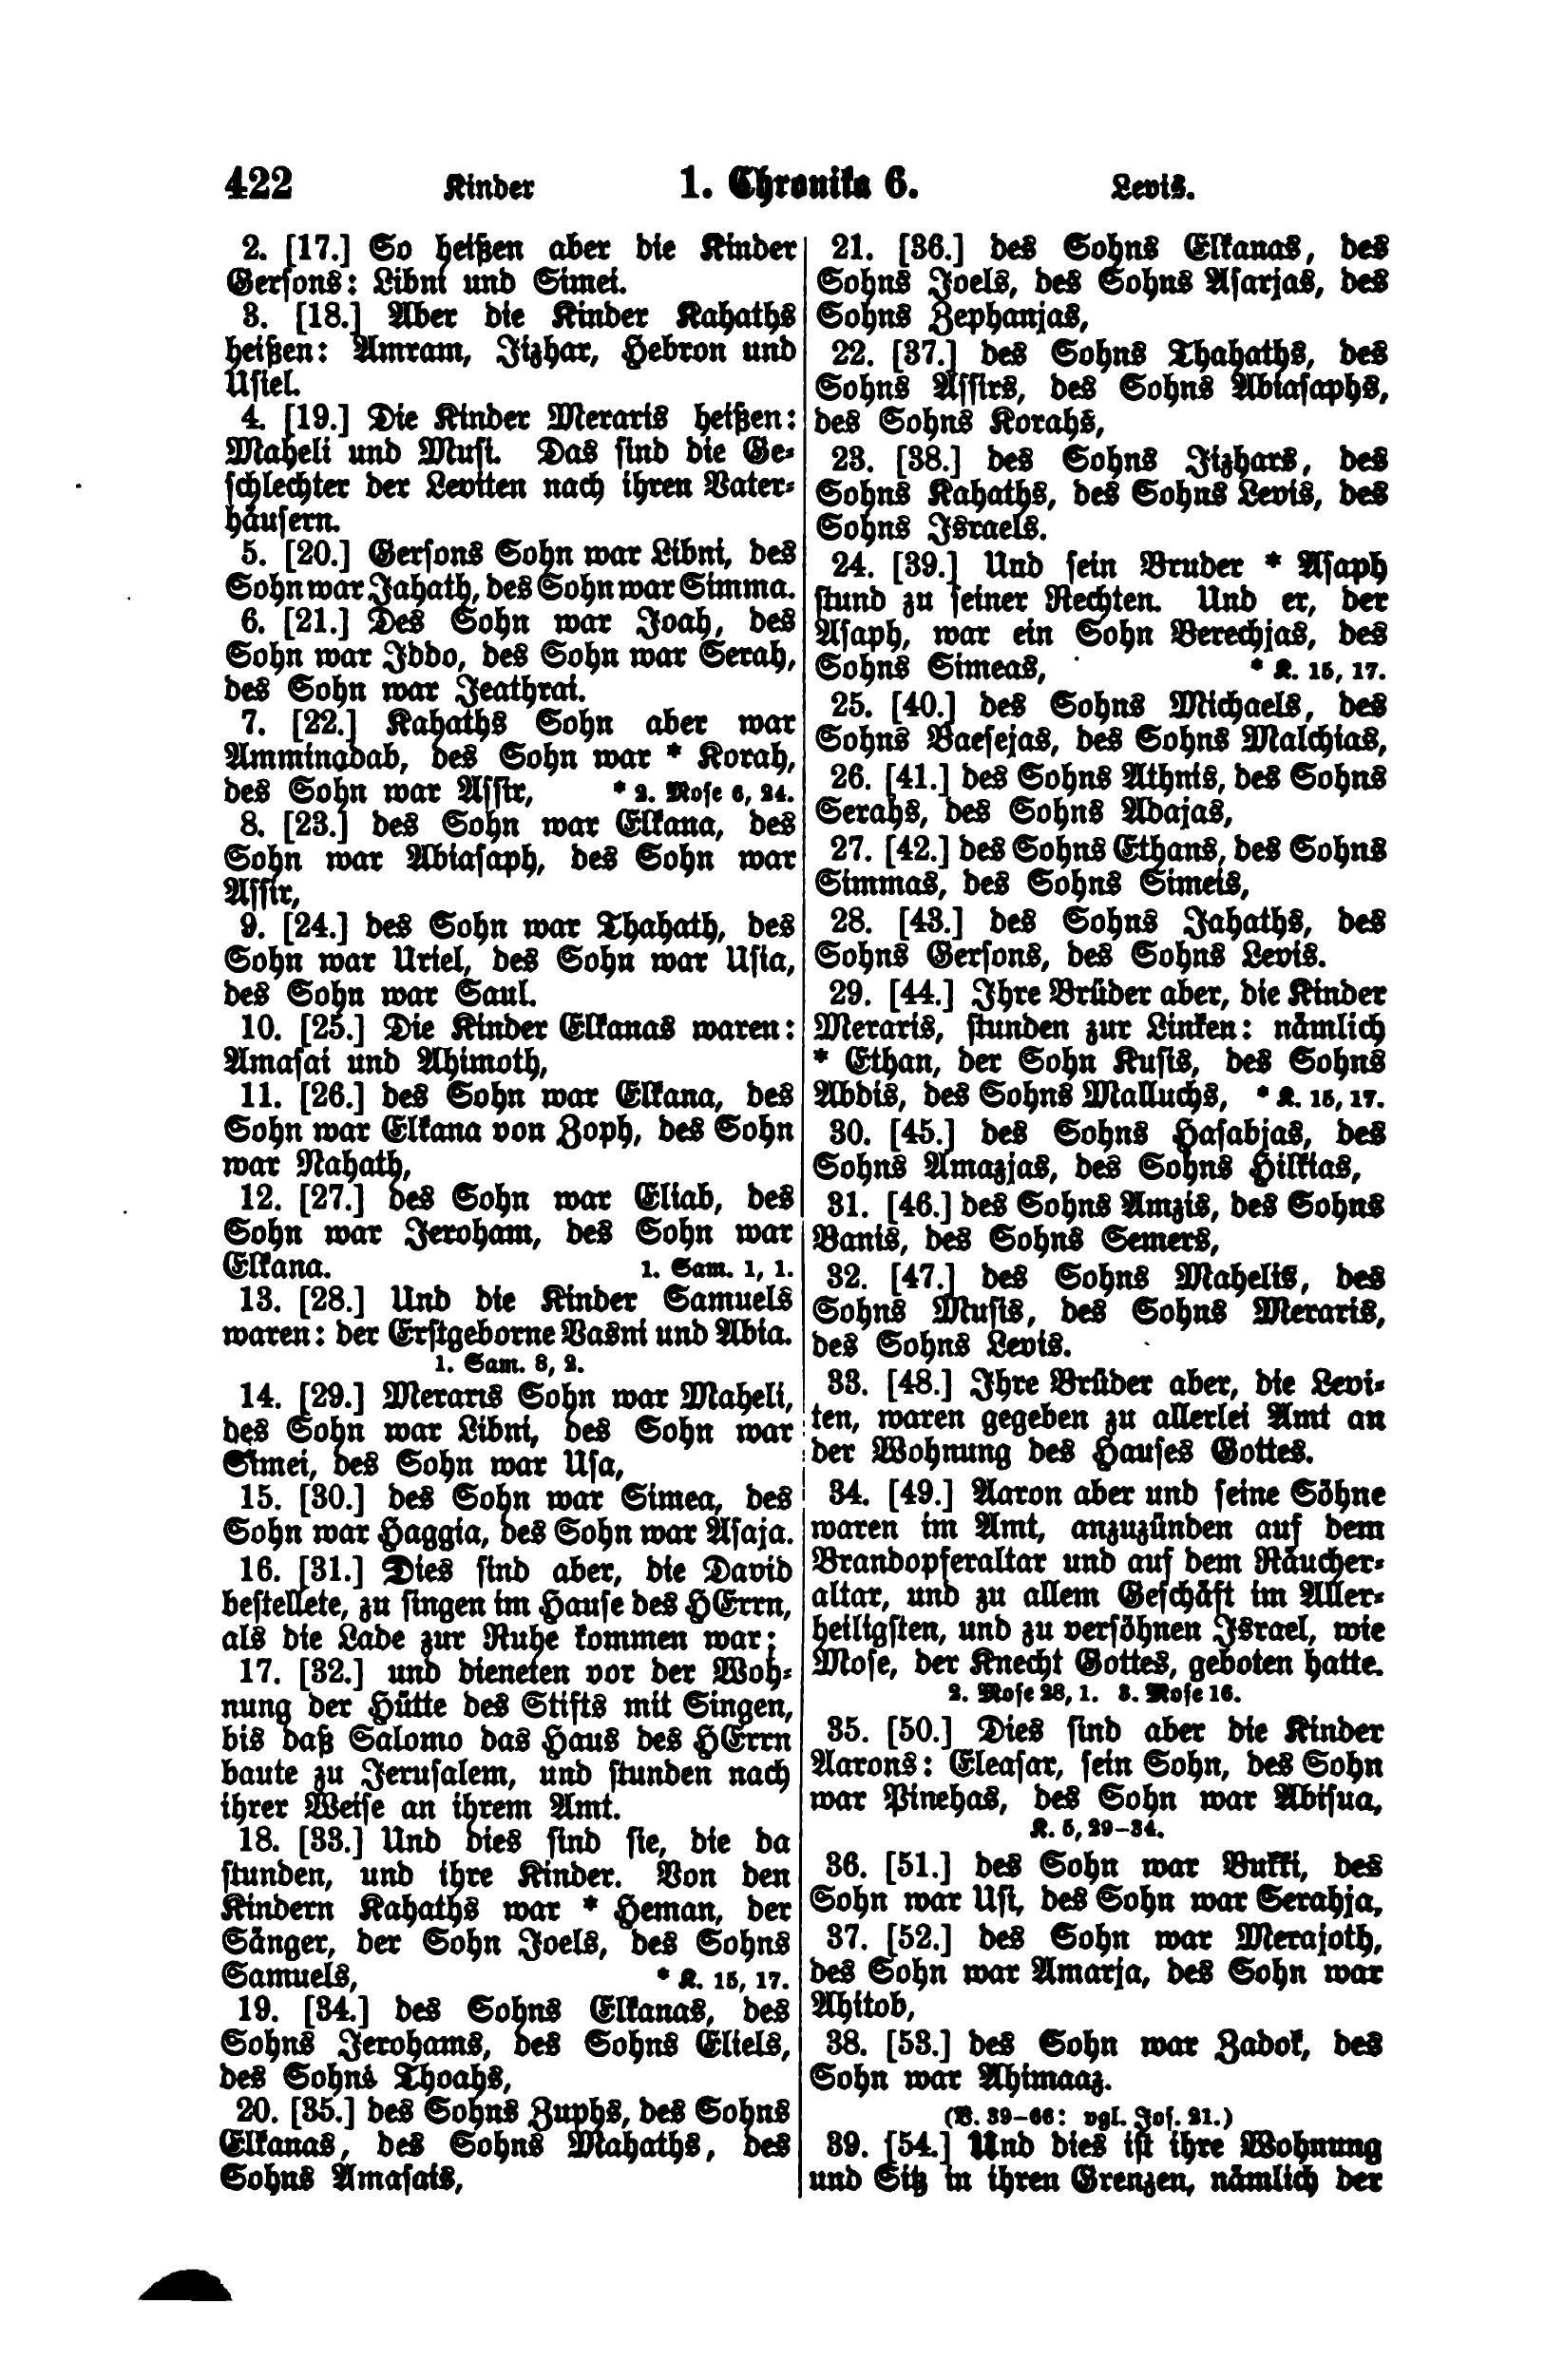 422 Kinder 1. Chronika 6. Levis.
2. [17.] So heißen aber die Kinder
Gersons: Libni und Simei.
3. [18.] Aber die Kinder Kahaths
heißen: Amram, Jizhar, Hebron und
Usiel.
4. [19.] Die Kinder Meraris heißen:
Maheli und Musi. Das sind die Ge-
schlechter der Leviten nach ihren Vater-
häusern.
5. [20.] Gersons Sohn war Libni, des
Sohn war Jahath, des Sohn war Simma.
6. [21.] Des Sohn war Joah, des
Sohn war Iddo, des Sohn war Serah,
des Sohn war Jeathrai.
7. [22.] Kahaths Sohn aber war
Amminadab, des Sohn war * Korah,
des Sohn war Assir, * 2. Mose 6, 24.
8. [23.] des Sohn war Elkana, des
Sohn war Abiasaph, des Sohn war
Assir,
9. [24.] des Sohn war Thahath, des
Sohn war Uriel, des Sohn war Usia,
des Sohn war Saul.
10. [25.] Die Kinder Elkanas waren:
Amasai und Ahimoth,
11. [26.] des Sohn war Elkana, des
Sohn war Elkana von Zoph, des Sohn
war Nahath,
12. [27.] des Sohn war Eliab, des
Sohn war Jeroham, des Sohn war
Elkana. 1. Sam. 1, 1.
13. [28.] Und die Kinder Samuels
waren: der Erstgeborne Vasni und Abia.
1. Sam. 8, 2.
14. [29.] Meraris Sohn war Maheli,
des Sohn war Libni, des Sohn war
Simei, des Sohn war Usa,
15. [30.] des Sohn war Simea, des
Sohn war Haggia, des Sohn war Asaja.
16. [31.] Dies sind aber, die David
bestellete, zu singen im Hause des HErrn,
als die Lade zur Ruhe kommen war;
17. [32.] und dieneten vor der Woh-
nung der Hütte des Stifts mit Singen,
bis daß Salomo das Haus des HErrn
baute zu Jerusalem, und stunden nach
ihrer Weise an ihrem Amt.
18. [33.] Und dies sind sie, die da
stunden, und ihre Kinder. Von den
Kindern Kahaths war * Heman, der
Sänger, der Sohn Joels, des Sohns
Samuels, * K. 15, 17.
19. [34.] des Sohns Elkanas, des
Sohns Jerohams, des Sohns Eliels,
des Sohns Thoahs,
20. [35.] des Sohns Zuphs, des Sohns
Elkanas, des Sohns Mahaths, des
Sohns Amasais,
21. [36.] des Sohns Elkanas, des
Sohns Joels, des Sohns Asarjas, des
Sohns Zephanjas,
22. [37.] des Sohns Thahaths, des
Sohns Assirs, des Sohns Abiasaphs,
des Sohns Korahs,
23. [38.] des Sohns Jizhars, des
Sohns Kahaths, des Sohns Levis, des
Sohns Israels.
24. [39.] Und sein Bruder * Asaph
stund zu seiner Rechten. Und er, der
Asaph, war ein Sohn Berechjas, des
Sohns Simeas, * K. 15, 17.
25. [40.] des Sohns Michaels, des
Sohns Baesejas, des Sohns Malchias,
26. [41.] des Sohns Athnis, des Sohns
Serahs, des Sohns Adajas,
27. [42.] des Sohns Ethans, des Sohns
Simmas, des Sohns Simeis,
28. [43.] des Sohns Jahaths, des
Sohns Gersons, des Sohns Levis.
29. [44.] Ihre Brüder aber, die Kinder
Meraris, stunden zur Linken: nämlich
* Ethan, der Sohn Kusis, des Sohns
Abdis, des Sohns Malluchs, * K. 15, 17.
30. [45.] des Sohns Hasabjas, des
Sohns Amazjas, des Sohns Hilkias,
31. [46.] des Sohns Amzis, des Sohns
Banis, des Sohns Semers,
32. [47.] des Sohns Mahelis, des
Sohns Musis, des Sohns Meraris,
des Sohns Levis.
33. [48.] Ihre Brüder aber, die Levi-
ten, waren gegeben zu allerlei Amt an
der Wohnung des Hauses Gottes.
34. [49.] Aaron aber und seine Söhne
waren im Amt, anzuzünden auf dem
Brandopferaltar und auf dem Räucher-
altar, und zu allem Geschäft im Aller-
heiligsten, und zu versöhnen Israel, wie
Mose, der Knecht Gottes, geboten hatte.
2. Mose 28, 1. 3. Mose 16.
35. [50.] Dies sind aber die Kinder
Aarons: Eleasar, sein Sohn, des Sohn
war Pinehas, des Sohn war Abisua,
K. 5, 29-34.
36. [51.] des Sohn war Bukki, des
Sohn war Usi, des Sohn war Serahja,
37. [52.] des Sohn war Merajoth,
des Sohn war Amarja, des Sohn war
Ahitob,
38. [53.] des Sohn war Zadok, des
Sohn war Ahimaaz.
(V. 39-66: vgl. Jos. 21.)
39. [54.] Und dies ist ihre Wohnung
und Sitz in ihren Grenzen, nämlich der